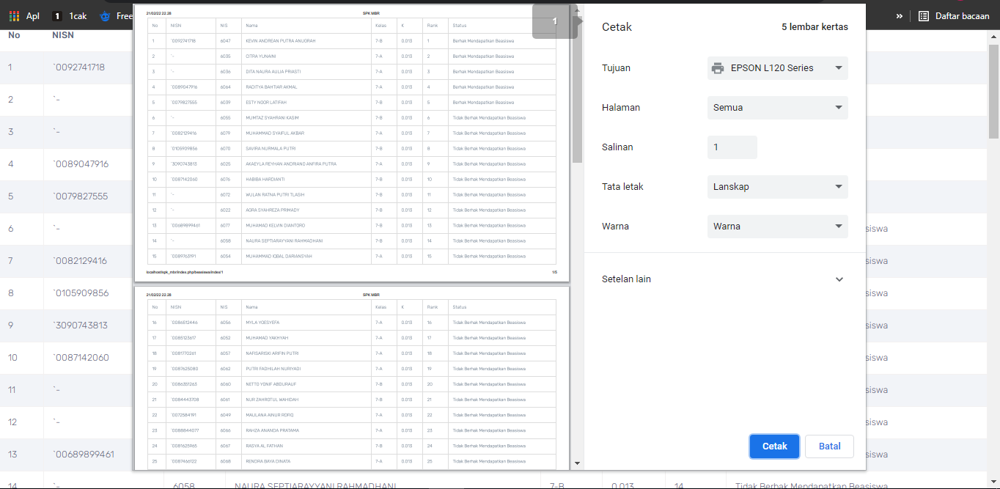 Apl 1 1cak Free » Daftar bacaan
No NISN
1 `0092741718
2 `-
3 `-
4 `0089047916
5 `0079827555
6 `-
7 `0082129416
8 `0105909856
9 `3090743813
10 `0087142060
11 `-
12 `-
13 `00689899461
14 `- 6058 NAURA SEPTIARAYYANI RAHMADHANI 7-B 0.013 14 Tidak Berhak Mendapatkan Beasiswa
21/02/22 22.28 SPK MBR
1
No NISN NIS Nama Kelas K Rank Status
1 `0092741718 6047 KEVIN ANDREAN PUTRA ANUGRAH 7-B 0.013 1 Berhak Mendapatkan Beasiswa
2 `- 6035 CITRA YUNAINI 7-A 0.013 2 Berhak Mendapatkan Beasiswa
3 `- 6036 DITA NAURA AULIA PRIASTI 7-A 0.013 3 Berhak Mendapatkan Beasiswa
4 `0089047916 6064 RADITYA BAHTIAR AKMAL 7-A 0.013 4 Berhak Mendapatkan Beasiswa
5 `0079827555 6039 ESTY NOOR LATIFAH 7-B 0.013 5 Berhak Mendapatkan Beasiswa
6 `- 6055 MUMTAZ SYAHRANI KASIM 7-B 0.013 6 Tidak Berhak Mendapatkan Beasiswa
7 `0082129416 6079 MUHAMMAD SYAIFUL AKBAR 7-A 0.013 7 Tidak Berhak Mendapatkan Beasiswa
8 `0105909856 6070 SAVIRA NURMALA PUTRI 7-B 0.013 8 Tidak Berhak Mendapatkan Beasiswa
9 `3090743813 6025 AKAEYLA REYHAN ANDRIANO ANFIRA PUTRA 7-A 0.013 9 Tidak Berhak Mendapatkan Beasiswa
10 `0087142060 6076 HABIBA HARDIANTI 7-B 0.013 10 Tidak Berhak Mendapatkan Beasiswa
11 `- 6072 WULAN RATNA PUTRI TLASIH 7-A 0.013 11 Tidak Berhak Mendapatkan Beasiswa
12 `- 6022 AGRA SYAHREZA PRIMADY 7-B 0.013 12 Tidak Berhak Mendapatkan Beasiswa
13 `00689899461 6077 MUHAMAD KELVIN DIANTORO 7-B 0.013 13 Tidak Berhak Mendapatkan Beasiswa
14 `- 6058 NAURA SEPTIARAYYANI RAHMADHANI 7-B 0.013 14 Tidak Berhak Mendapatkan Beasiswa
15 `0089763191 6054 MUHAMMAD IQBAL DARIANSYAH 7-A 0.013 15 Tidak Berhak Mendapatkan Beasiswa
localhost/spk_mbr/index.php/beasiswa/index/1 1/5
21/02/22 22.28 SPK MBR
No NISN NIS Nama Kelas K Rank Status
16 `0086512446 6056 MYLA YOESYEFA 7-A 0.013 16 Tidak Berhak Mendapatkan Beasiswa
17 `0085123617 6052 MUHAMAD YAKHYAH 7-A 0.013 17 Tidak Berhak Mendapatkan Beasiswa
18 `0081770261 6057 NAFISARISKI ARIFIN PUTRI 7-A 0.013 18 Tidak Berhak Mendapatkan Beasiswa
19 `0087625080 6062 PUTRI FADHILAH NURIYADI 7-A 0.013 19 Tidak Berhak Mendapatkan Beasiswa
20 `0086351263 6060 NETTO YONIF ABDURAUF 7-B 0.013 20 Tidak Berhak Mendapatkan Beasiswa
21 `0084443708 6061 NUR ZAHROTUL WAHIDAH 7-A 0.013 21 Tidak Berhak Mendapatkan Beasiswa
22 `0072584191 6049 MAULANA AINUR ROFIQ 7-A 0.013 22 Tidak Berhak Mendapatkan Beasiswa
23 `0088844077 6066 RAHZA ANANDA PRATAMA 7-A 0.013 23 Tidak Berhak Mendapatkan Beasiswa
24 `0081625965 6067 RASYA AL FATHAN 7-B 0.013 24 Tidak Berhak Mendapatkan Beasiswa
25 `0087466122 6068 RENDRA BAYA DINATA 7-A 0.013 25 Tidak Berhak Mendapatkan Beasiswa
Cetak 5 lembar kertas
Tujuan EPSON L120 Series
Halaman Semua
Salinan 1
Tata letak Lanskap
Warna Warna
Setelan lain
Cetak Batal
siswa
siswa
siswa
siswa
siswa
siswa
siswa
siswa